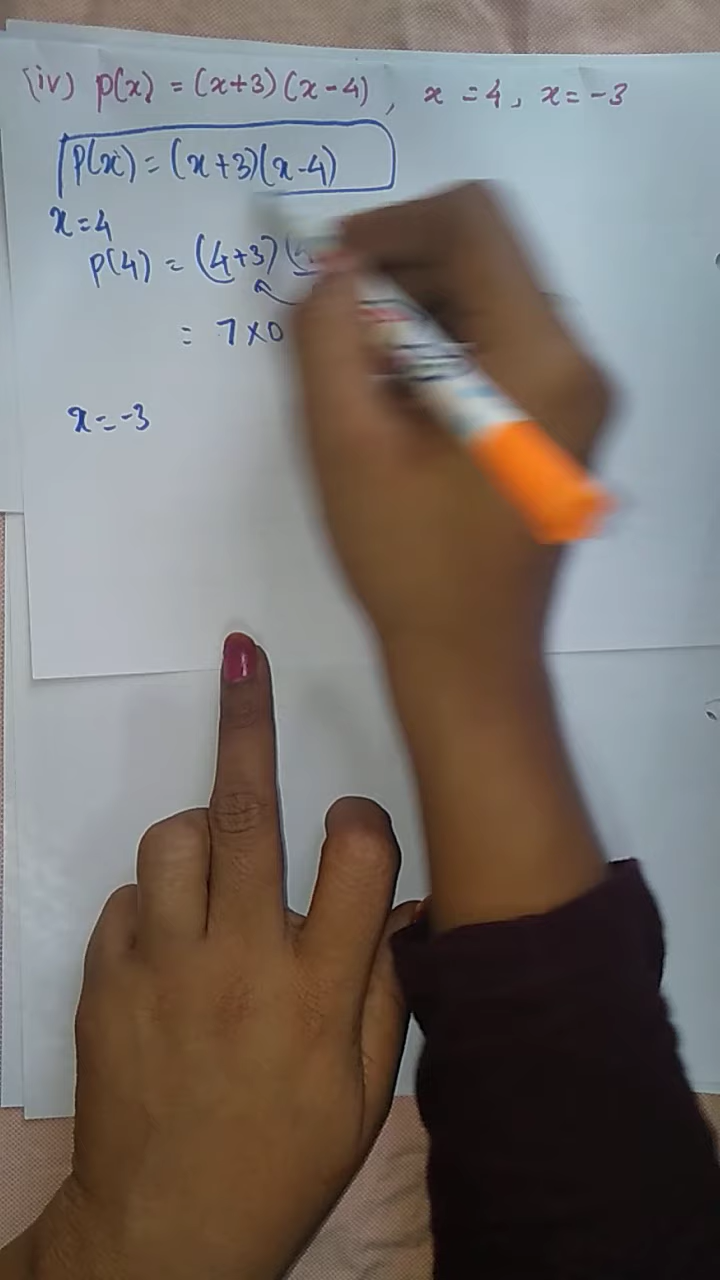 (iv) p(x) = (x+3)(x-4), x = 4, x = -3
p(x) = (x+3)(x-4)
x = 4
p(4) = (4+3)(
= 7×0
x = -3